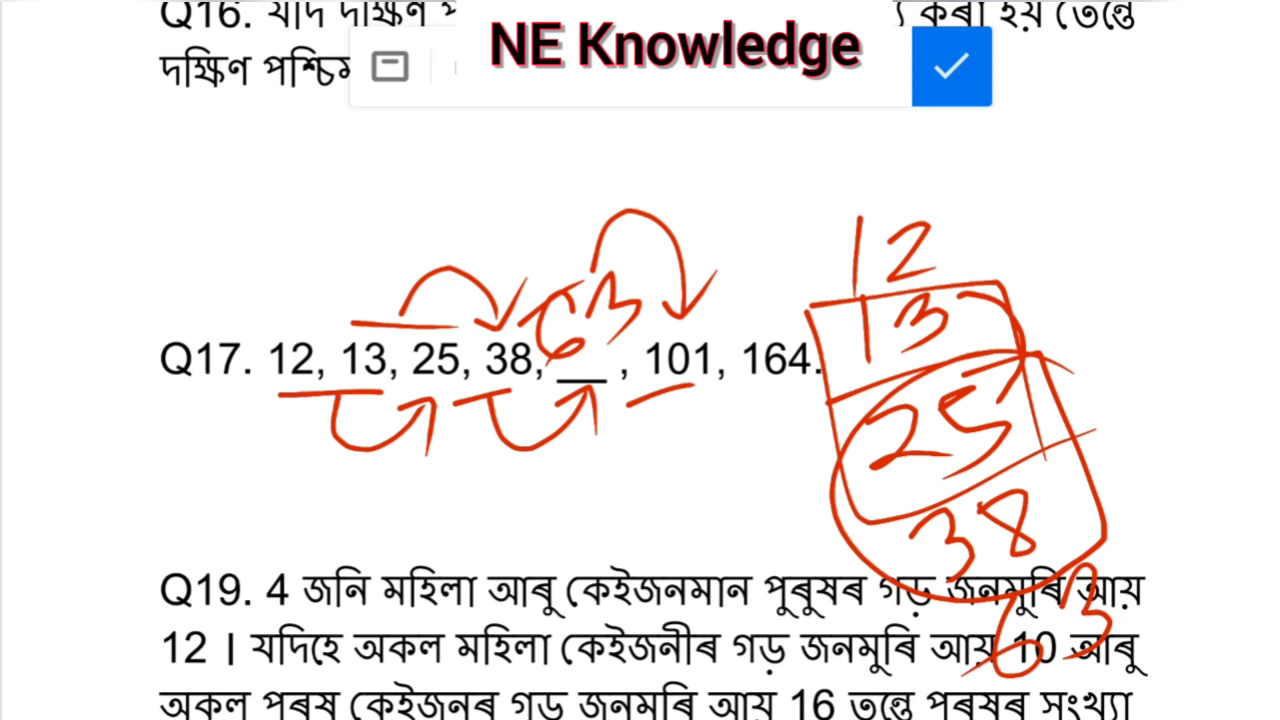 Q16. যদি দক্ষিণ কৰা হয় তেন্তে
দক্ষিণ পশ্চিম
NE Knowledge
12
63 13
Q17. 12, 13, 25, 38, __ , 101, 164.
25
38
Q19. 4 জনি মহিলা আৰু কেইজনমান পুৰুষৰ গড় জনমুৰি আয়
63
12 । যদিহে অকল মহিলা কেইজনীৰ গড় জনমুৰি আয় 10 আৰু
অকল পুৰুষ কেইজনৰ গড় জনমুৰি আয় 16 তন্তে পুৰুষৰ সংখ্যা